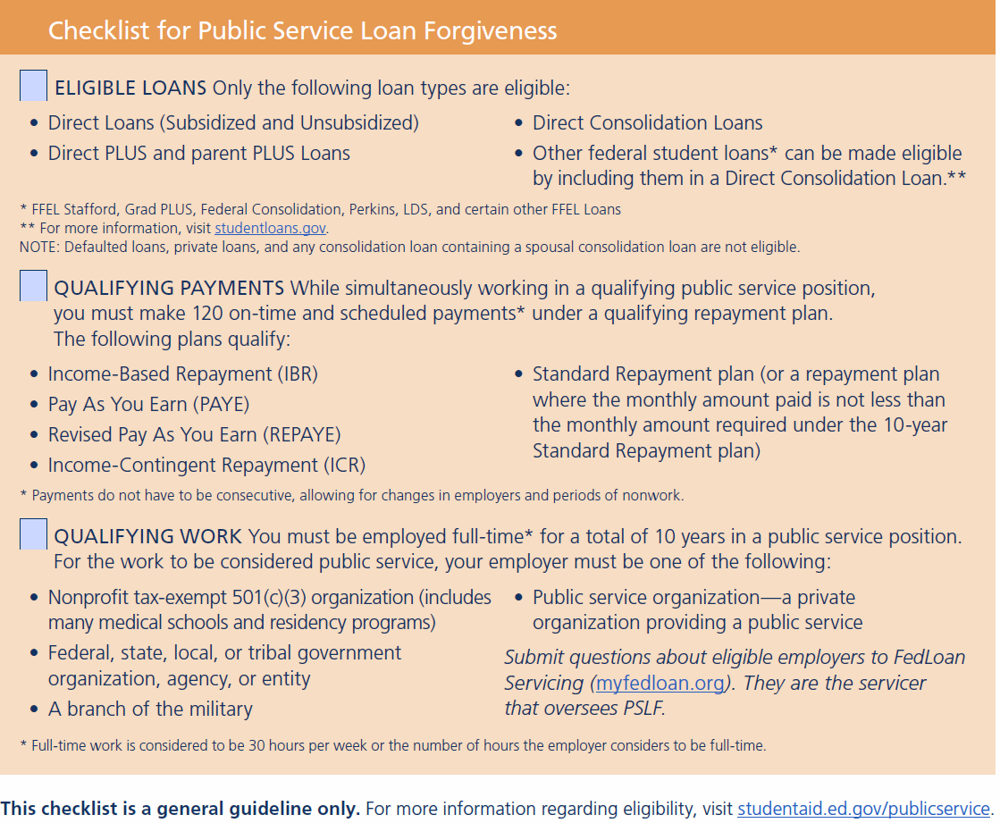 Checklist for Public Service Loan Forgiveness
ELIGIBLE LOANS Only the following loan types are eligible:
• Direct Loans (Subsidized and Unsubsidized)
• Direct PLUS and parent PLUS Loans
• Direct Consolidation Loans
• Other federal student loans* can be made eligible
by including them in a Direct Consolidation Loan.**
* FFEL Stafford, Grad PLUS, Federal Consolidation, Perkins, LDS, and certain other FFEL Loans
** For more information, visit studentloans.gov.
NOTE: Defaulted loans, private loans, and any consolidation loan containing a spousal consolidation loan are not eligible.
QUALIFYING PAYMENTS While simultaneously working in a qualifying public service position,
you must make 120 on-time and scheduled payments* under a qualifying repayment plan.
The following plans qualify:
• Income-Based Repayment (IBR)
• Pay As You Earn (PAYE)
• Revised Pay As You Earn (REPAYE)
• Income-Contingent Repayment (ICR)
• Standard Repayment plan (or a repayment plan
where the monthly amount paid is not less than
the monthly amount required under the 10-year
Standard Repayment plan)
* Payments do not have to be consecutive, allowing for changes in employers and periods of nonwork.
QUALIFYING WORK You must be employed full-time* for a total of 10 years in a public service position.
For the work to be considered public service, your employer must be one of the following:
• Nonprofit tax-exempt 501(c)(3) organization (includes
many medical schools and residency programs)
• Federal, state, local, or tribal government
organization, agency, or entity
• A branch of the military
• Public service organization—a private
organization providing a public service
Submit questions about eligible employers to FedLoan
Servicing (myfedloan.org). They are the servicer
that oversees PSLF.
* Full-time work is considered to be 30 hours per week or the number of hours the employer considers to be full-time.
This checklist is a general guideline only. For more information regarding eligibility, visit studentaid.ed.gov/publicservice